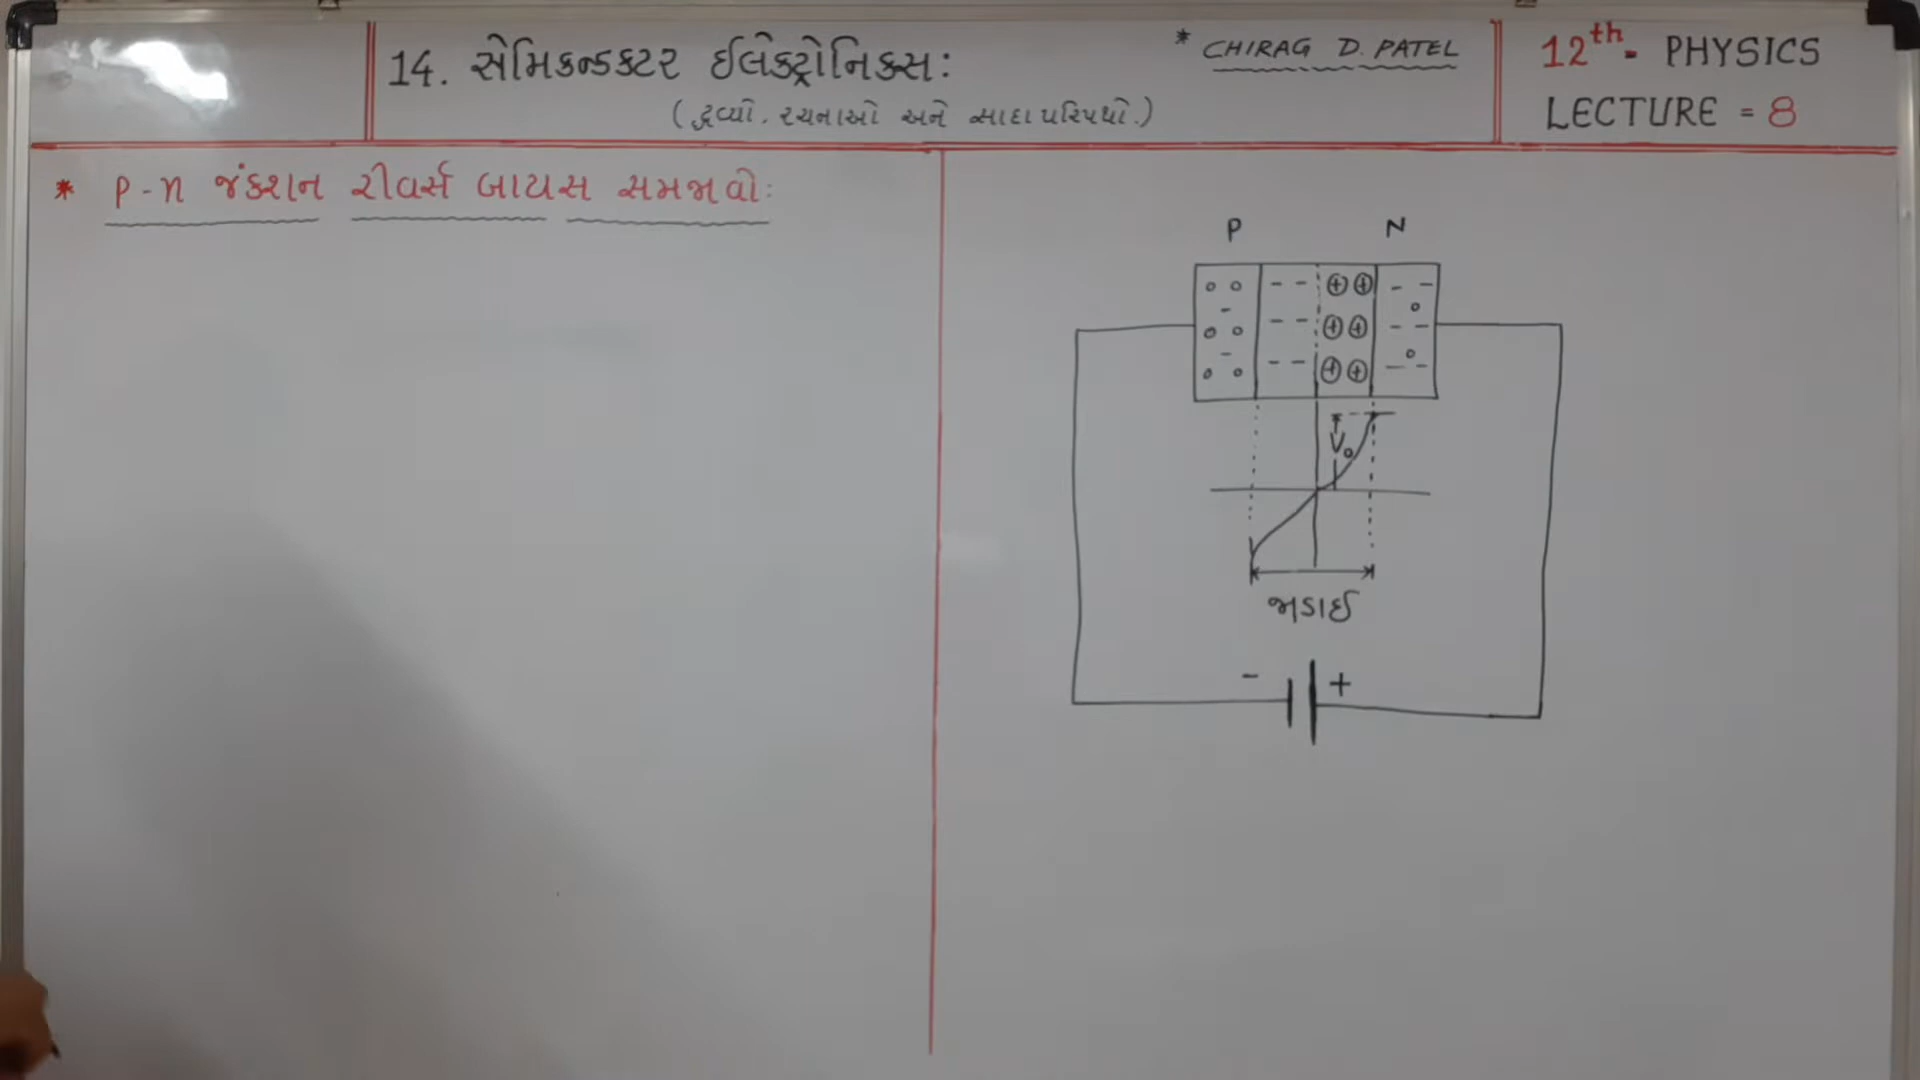 14. સેમિકન્ડક્ટર ઈલેક્ટ્રોનિક્સ:
(દ્રવ્યો, રચનાઓ અને સાદા પરિપથો.)
* CHIRAG D. PATEL
12th - PHYSICS
LECTURE = 8
* P-n જંકશન રીવર્સ બાયસ સમજાવો:
P N
V₀
જાડાઈ
- +